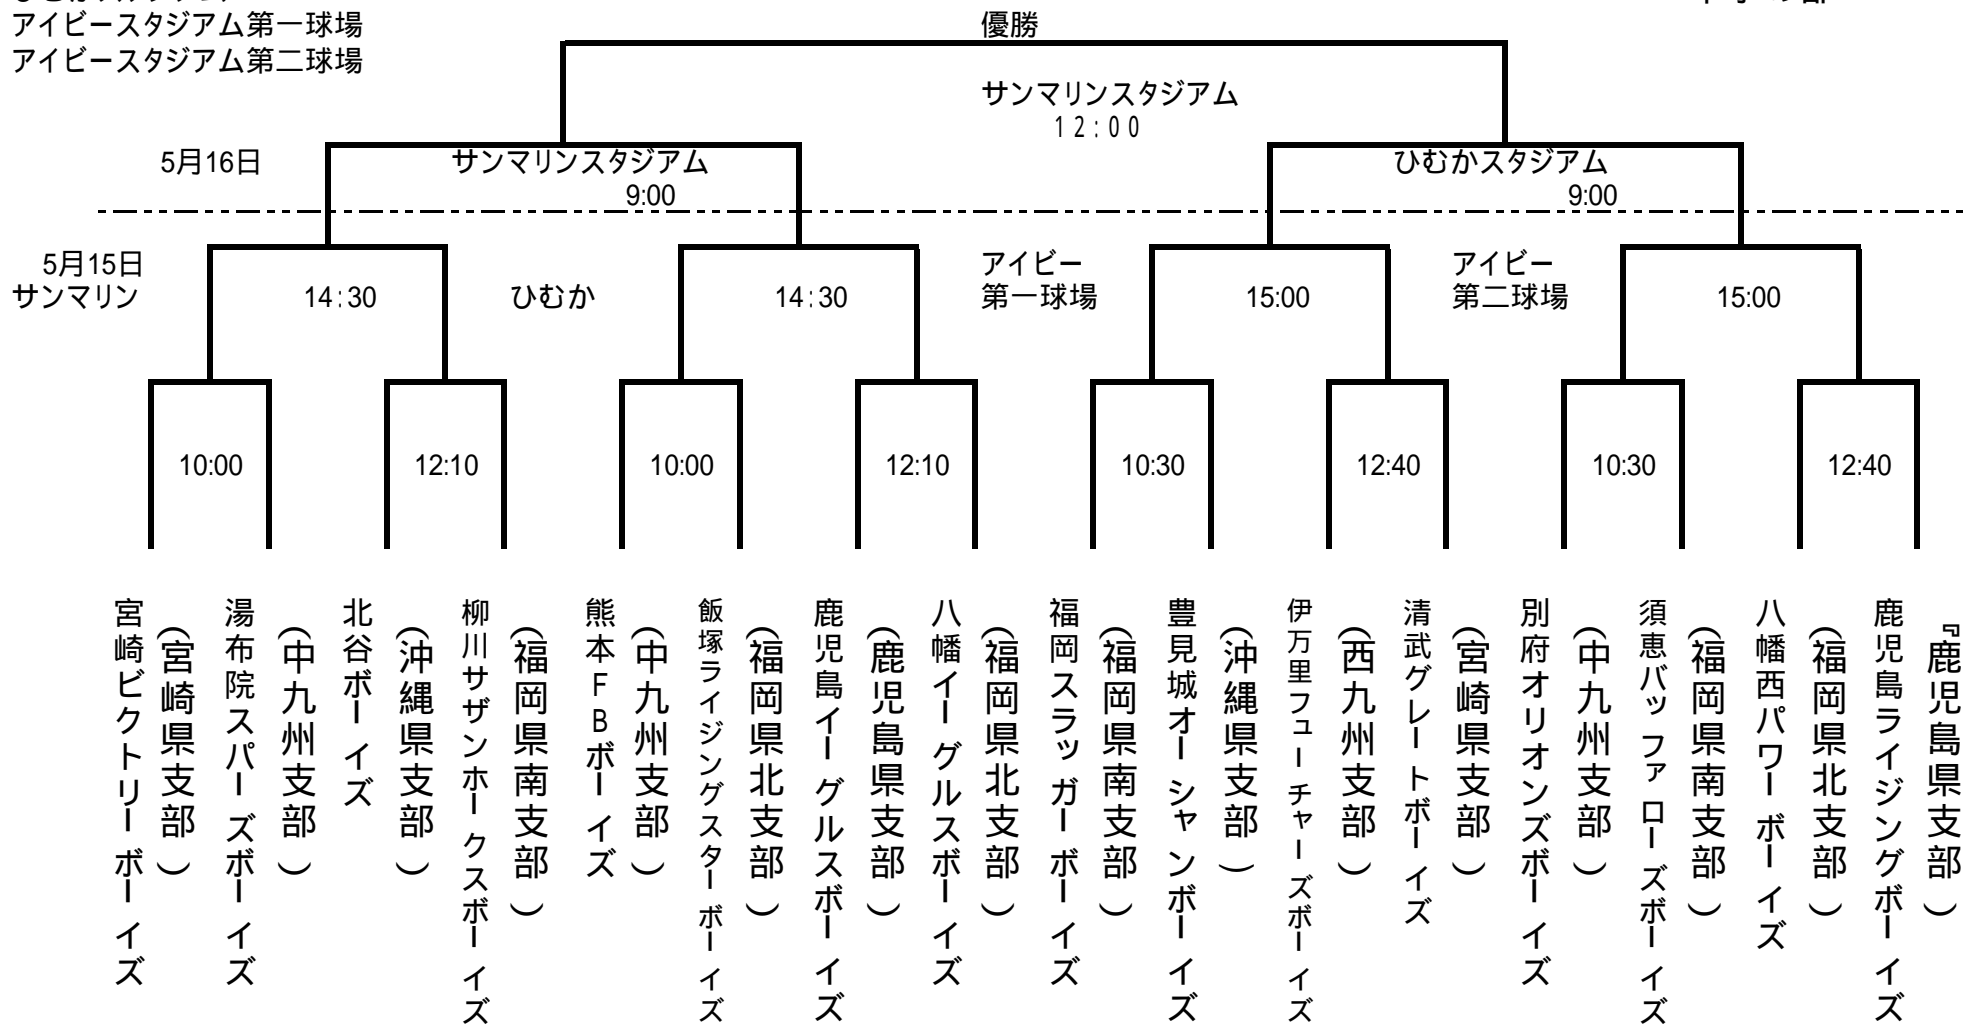 アイビースタジアム第一球場
アイビースタジアム第二球場
優勝
サンマリンスタジアム
12:00
5月16日
サンマリンスタジアム
9:00
ひむかスタジアム
9:00
5月15日
サンマリン
14:30
ひむか
14:30
アイビー
第一球場
15:00
アイビー
第二球場
15:00
10:00
12:10
10:00
12:10
10:30
12:40
10:30
12:40
宮崎ビクトリーボーイズ
(宮崎県支部)
湯布院スパーズボーイズ
(中九州支部)
北谷ボーイズ
(沖縄県支部)
柳川サザンホークスボーイズ
(福岡県南支部)
熊本FBボーイズ
(中九州支部)
飯塚ライジングスターボーイズ
(福岡県北支部)
鹿児島イーグルスボーイズ
(鹿児島県支部)
八幡イーグルスボーイズ
(福岡県北支部)
福岡スラッガーボーイズ
(福岡県南支部)
豊見城オーシャンボーイズ
(沖縄県支部)
伊万里フューチャーズボーイズ
(西九州支部)
清武グレートボーイズ
(宮崎県支部)
別府オリオンズボーイズ
(中九州支部)
須恵バッファローズボーイズ
(福岡県南支部)
八幡西パワーボーイズ
(福岡県北支部)
鹿児島ライジングボーイズ
『鹿児島県支部)